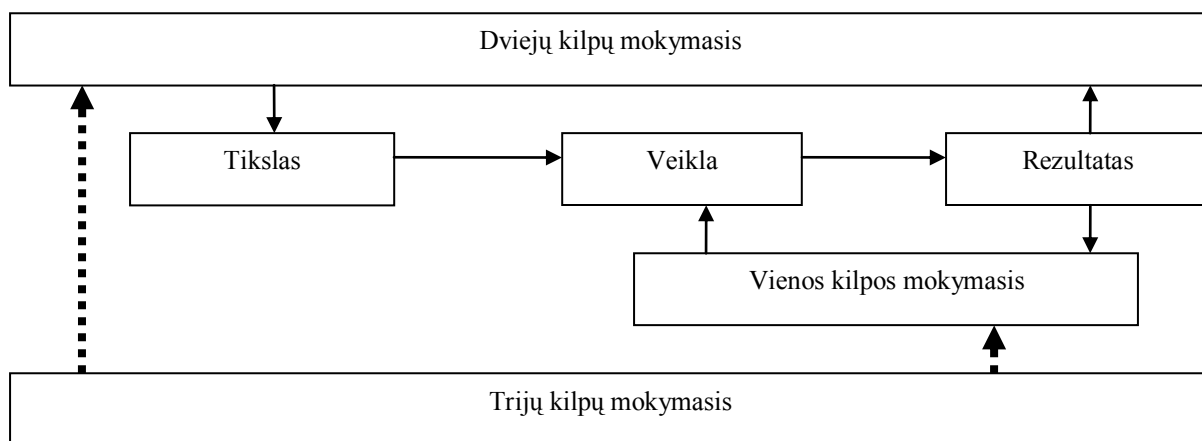 Dviejų kilpų mokymasis
Tikslas
Veikla
Rezultatas
Vienos kilpos mokymasis
Trijų kilpų mokymasis